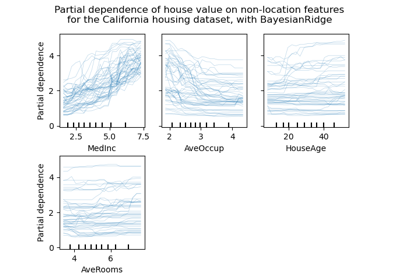 Partial dependence of house value on non-location features
for the California housing dataset, with BayesianRidge
Partial dependence
4
2
0
2.5
5.0
7.5
MedInc
2
3
4
AveOccup
20
40
HouseAge
Partial dependence
4
2
0
4
6
AveRooms